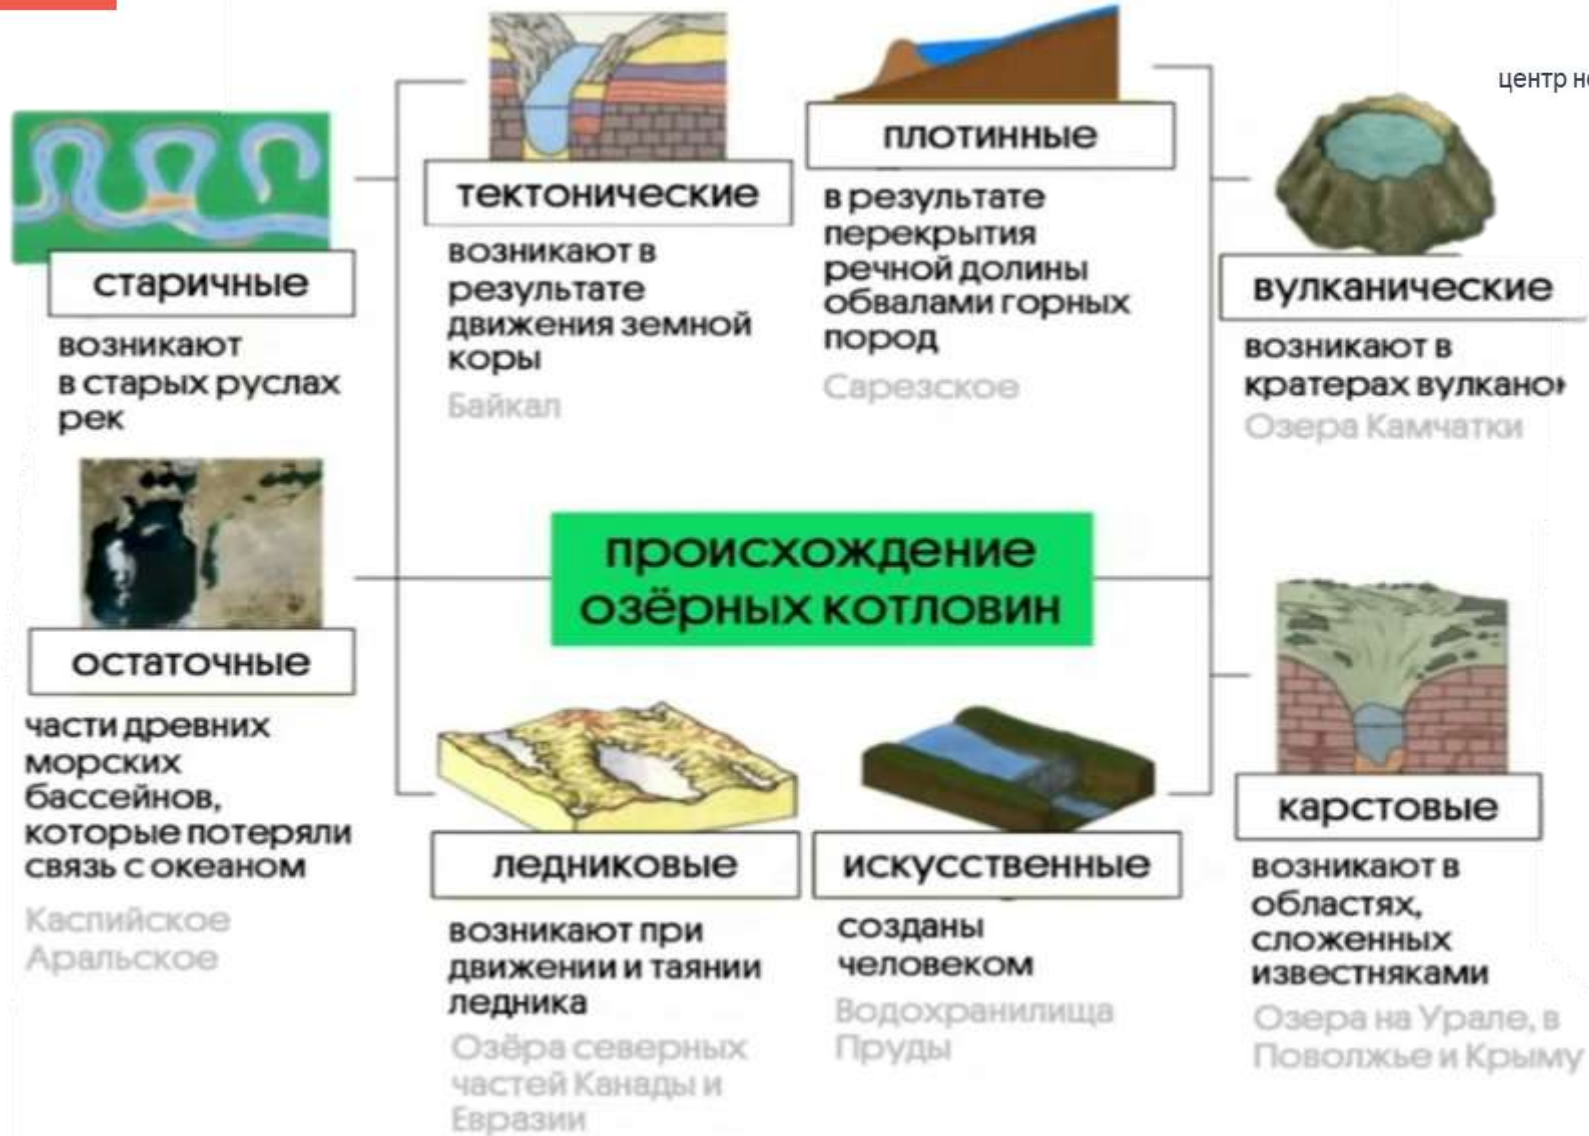 центр
старичные
возникают
в старых руслах
рек
тектонические
возникают в
результате
движения земной
коры
Байкал
плотинные
в результате
перекрытия
речной долины
обвалами горных
пород
Сарезское
вулканические
возникают в
кратерах
Озера Камчатки
происхождение
озёрных котловин
остаточные
части древних
морских
бассейнов,
которые потеряли
связь с океаном
Каспийское
Аральское
ледниковые
возникают при
движении и таянии
ледника
Озёра северных
частей Канады и
Евразии
искусственные
созданы
человеком
Водохранилища
Пруды
карстовые
возникают в
областях,
сложенных
известняками
Озера на Урале, в
Поволжье и Крыму